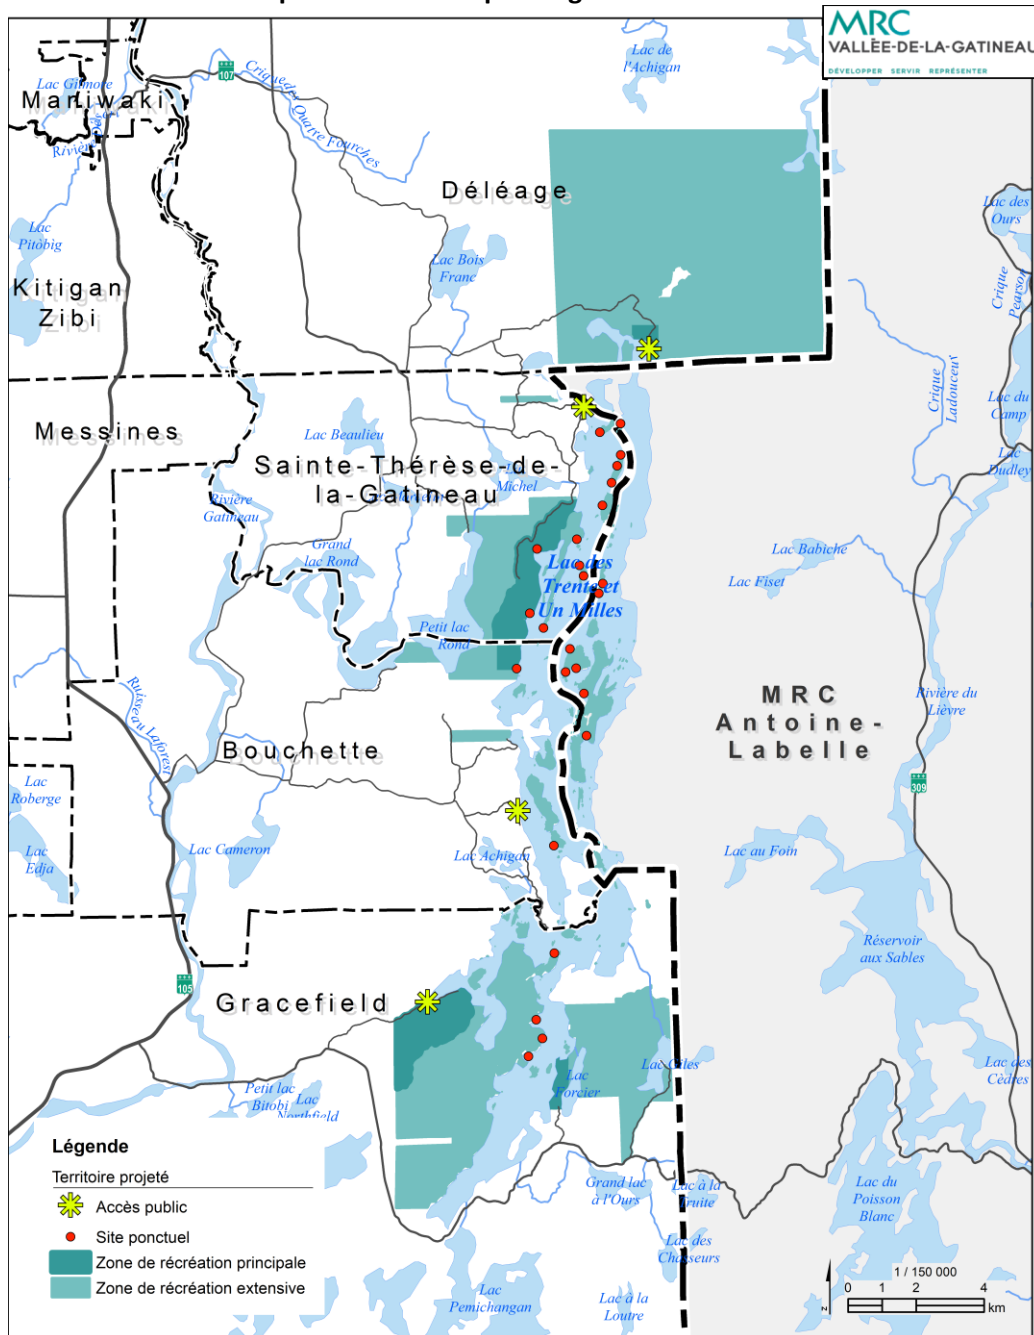 MRC
VALLÉE-DE-LA-GATINEAU
DÉVELOPPER SERVIR REPRÉSENTER
Lac de
l'Achigan
107
Lac Gilmore
Maniwaki
Crique des Quatre Fourches
Déléage
Lac des
Ours
Lac
Pitòbig
Lac Bois
Franc
Crique
Pearson
Kitigan
Zibi
Crique
Ladouceur
Lac du
Camp
Messines
Lac Beaulieu
Lac
Dudley
Sainte-Thérèse-de-
la-Gatineau
Michel
Rivière
Gatineau
Grand
lac Rond
Lac des
Trente et
Un Milles
Lac Babiche
Lac Fiset
Petit lac
Rond
Ruisseau Laforest
MRC
Antoine-
Labelle
Rivière du
Lièvre
Bouchette
309
Lac
Roberge
Lac
Edja
Lac Cameron
Lac Achigan
Lac au Foin
Réservoir
aux Sables
105
Gracefield
Lac Giles
Lac des
Cèdres
Lac
Forcier
Petit lac
Bitobi
Lac
Northfield
Grand lac
à l'Ours
Lac à la
Truite
Lac du
Poisson
Blanc
Lac des
Chasseurs
Lac
Pemichangan
Lac à la
Loutre
Légende
Territoire projeté
Accès public
Site ponctuel
Zone de récréation principale
Zone de récréation extensive
1 / 150 000
0 1 2 4
km
N